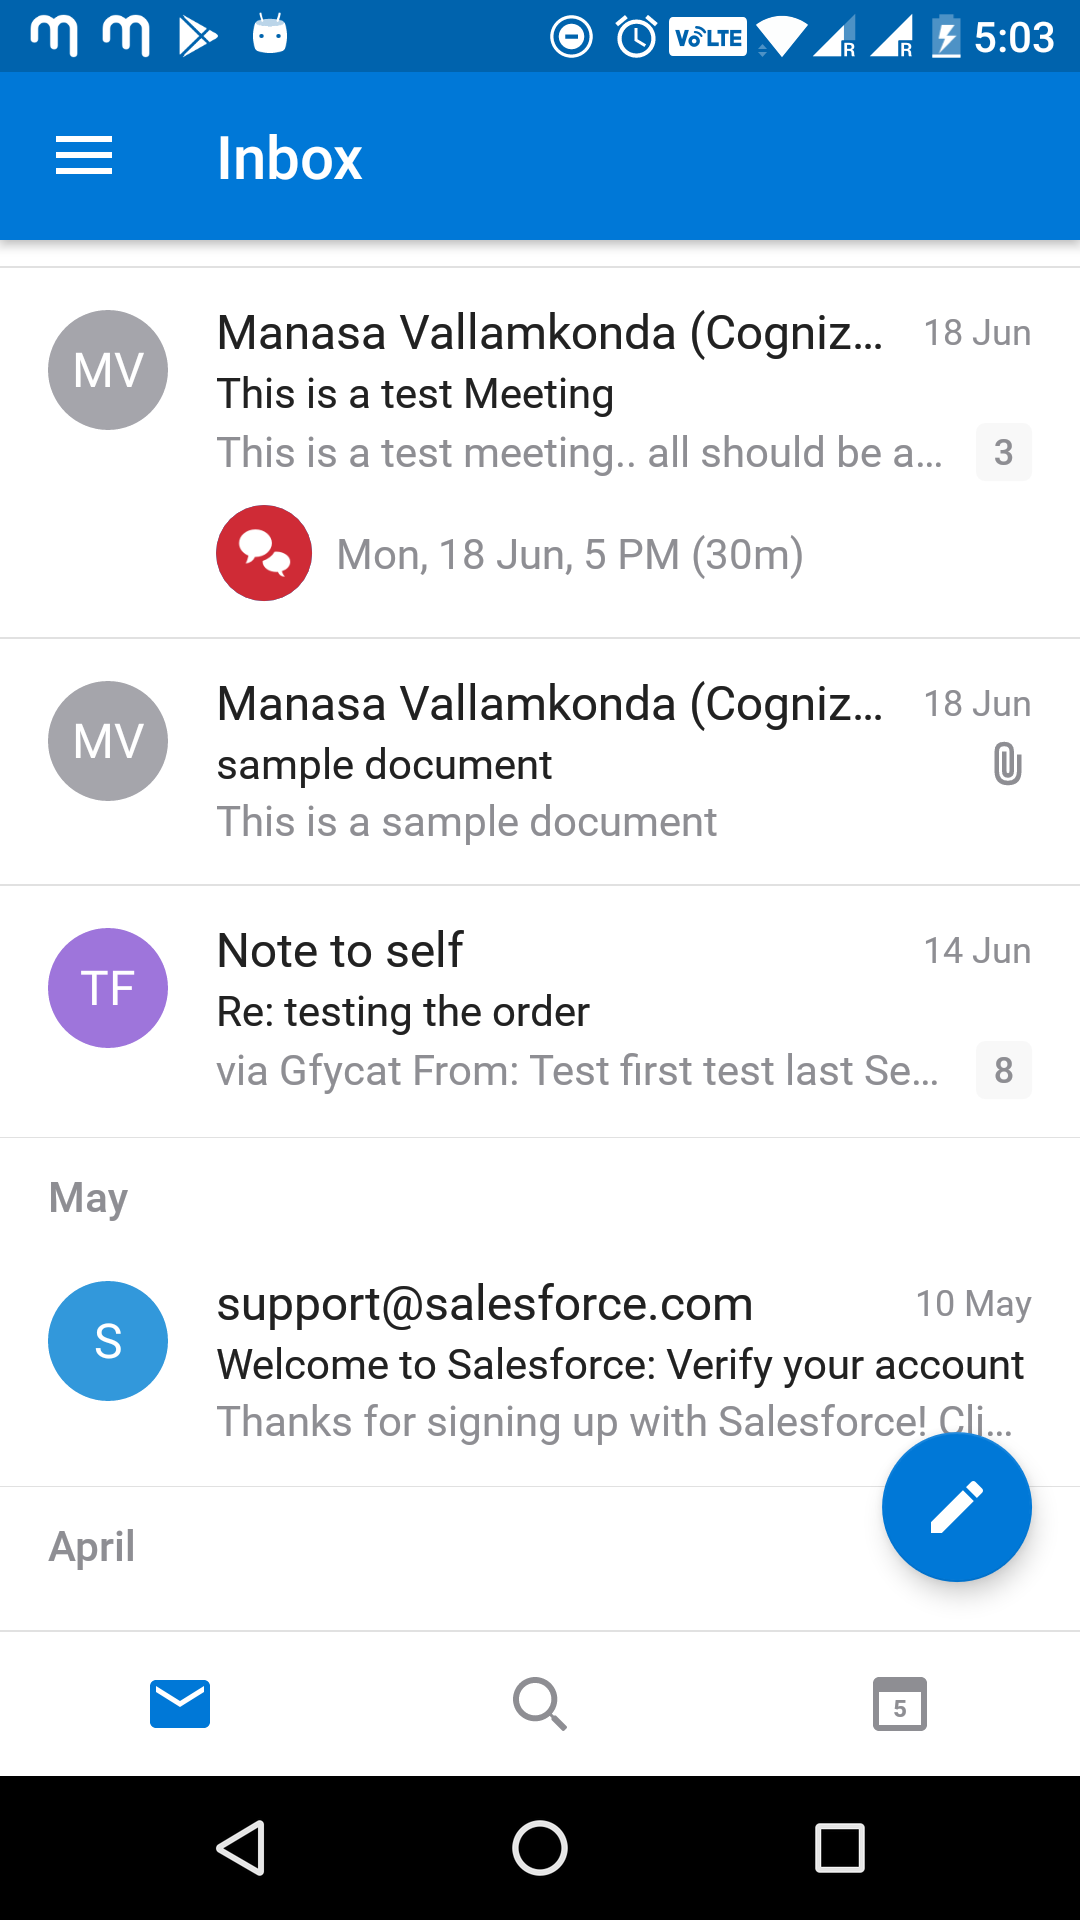 VoLTE R R 5:03
Inbox
MV Manasa Vallamkonda (Cogniz... 18 Jun
This is a test Meeting
This is a test meeting.. all should be a... 3
Mon, 18 Jun, 5 PM (30m)
MV Manasa Vallamkonda (Cogniz... 18 Jun
sample document
This is a sample document
TF Note to self 14 Jun
Re: testing the order
via Gfycat From: Test first test last Se... 8
May
S support@salesforce.com 10 May
Welcome to Salesforce: Verify your account
Thanks for signing up with Salesforce! Cli...
April
5